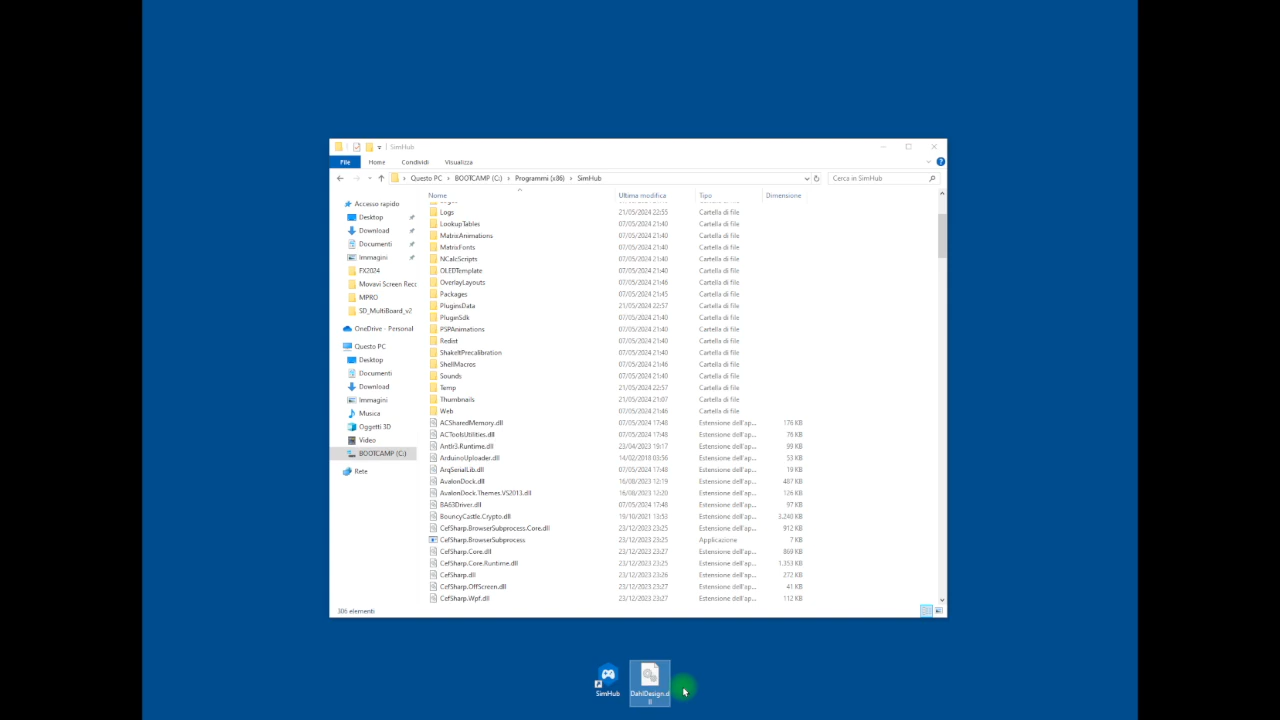 SimHub
File Home Condividi Visualizza
Questo PC BOOTCAMP (C:) Programmi (x86) SimHub
Cerca in SimHub
Nome Ultima modifica Tipo Dimensione
Accesso rapido
Desktop
Download
Documenti
Immagini
FX2024
Movavi Screen Recc
MPRO
SD_MultiBoard_v2
OneDrive - Personal
Questo PC
Desktop
Documenti
Download
Immagini
Musica
Oggetti 3D
Video
BOOTCAMP (C:)
Rete
Logs 21/05/2024 22:55 Cartella di file
LookupTables 07/05/2024 21:40 Cartella di file
MatrixAnimations 07/05/2024 21:40 Cartella di file
MatrixFonts 07/05/2024 21:40 Cartella di file
NCalcScripts 07/05/2024 21:40 Cartella di file
OLEDTemplate 07/05/2024 21:40 Cartella di file
OverlayLayouts 07/05/2024 21:46 Cartella di file
Packages 07/05/2024 21:45 Cartella di file
PluginsData 21/05/2024 22:57 Cartella di file
PluginSdk 07/05/2024 21:40 Cartella di file
PSPAnimations 07/05/2024 21:40 Cartella di file
Redist 07/05/2024 21:40 Cartella di file
ShakeItPrecalibration 07/05/2024 21:40 Cartella di file
ShellMacros 07/05/2024 21:46 Cartella di file
Sounds 07/05/2024 21:40 Cartella di file
Temp 21/05/2024 22:57 Cartella di file
Thumbnails 21/05/2024 21:07 Cartella di file
Web 07/05/2024 21:46 Cartella di file
ACSharedMemory.dll 07/05/2024 17:48 Estensione dell'ap... 176 KB
ACToolsUtilities.dll 07/05/2024 17:48 Estensione dell'ap... 76 KB
Antlr3.Runtime.dll 23/04/2023 19:17 Estensione dell'ap... 99 KB
ArduinoUploader.dll 14/02/2018 03:56 Estensione dell'ap... 53 KB
ArqSerialLib.dll 07/05/2024 17:48 Estensione dell'ap... 19 KB
AvalonDock.dll 16/08/2023 12:19 Estensione dell'ap... 487 KB
AvalonDock.Themes.VS2013.dll 16/08/2023 12:20 Estensione dell'ap... 126 KB
BA63Driver.dll 07/05/2024 17:48 Estensione dell'ap... 97 KB
BouncyCastle.Crypto.dll 19/10/2021 13:53 Estensione dell'ap... 3.240 KB
CefSharp.BrowserSubprocess.Core.dll 23/12/2023 23:25 Estensione dell'ap... 912 KB
CefSharp.BrowserSubprocess 23/12/2023 23:25 Applicazione 7 KB
CefSharp.Core.dll 23/12/2023 23:27 Estensione dell'ap... 869 KB
CefSharp.Core.Runtime.dll 23/12/2023 23:25 Estensione dell'ap... 1.353 KB
CefSharp.dll 23/12/2023 23:26 Estensione dell'ap... 272 KB
CefSharp.OffScreen.dll 23/12/2023 23:27 Estensione dell'ap... 41 KB
CefSharp.Wpf.dll 23/12/2023 23:27 Estensione dell'ap... 112 KB
306 elementi
SimHub
DahlDesign.d
ll